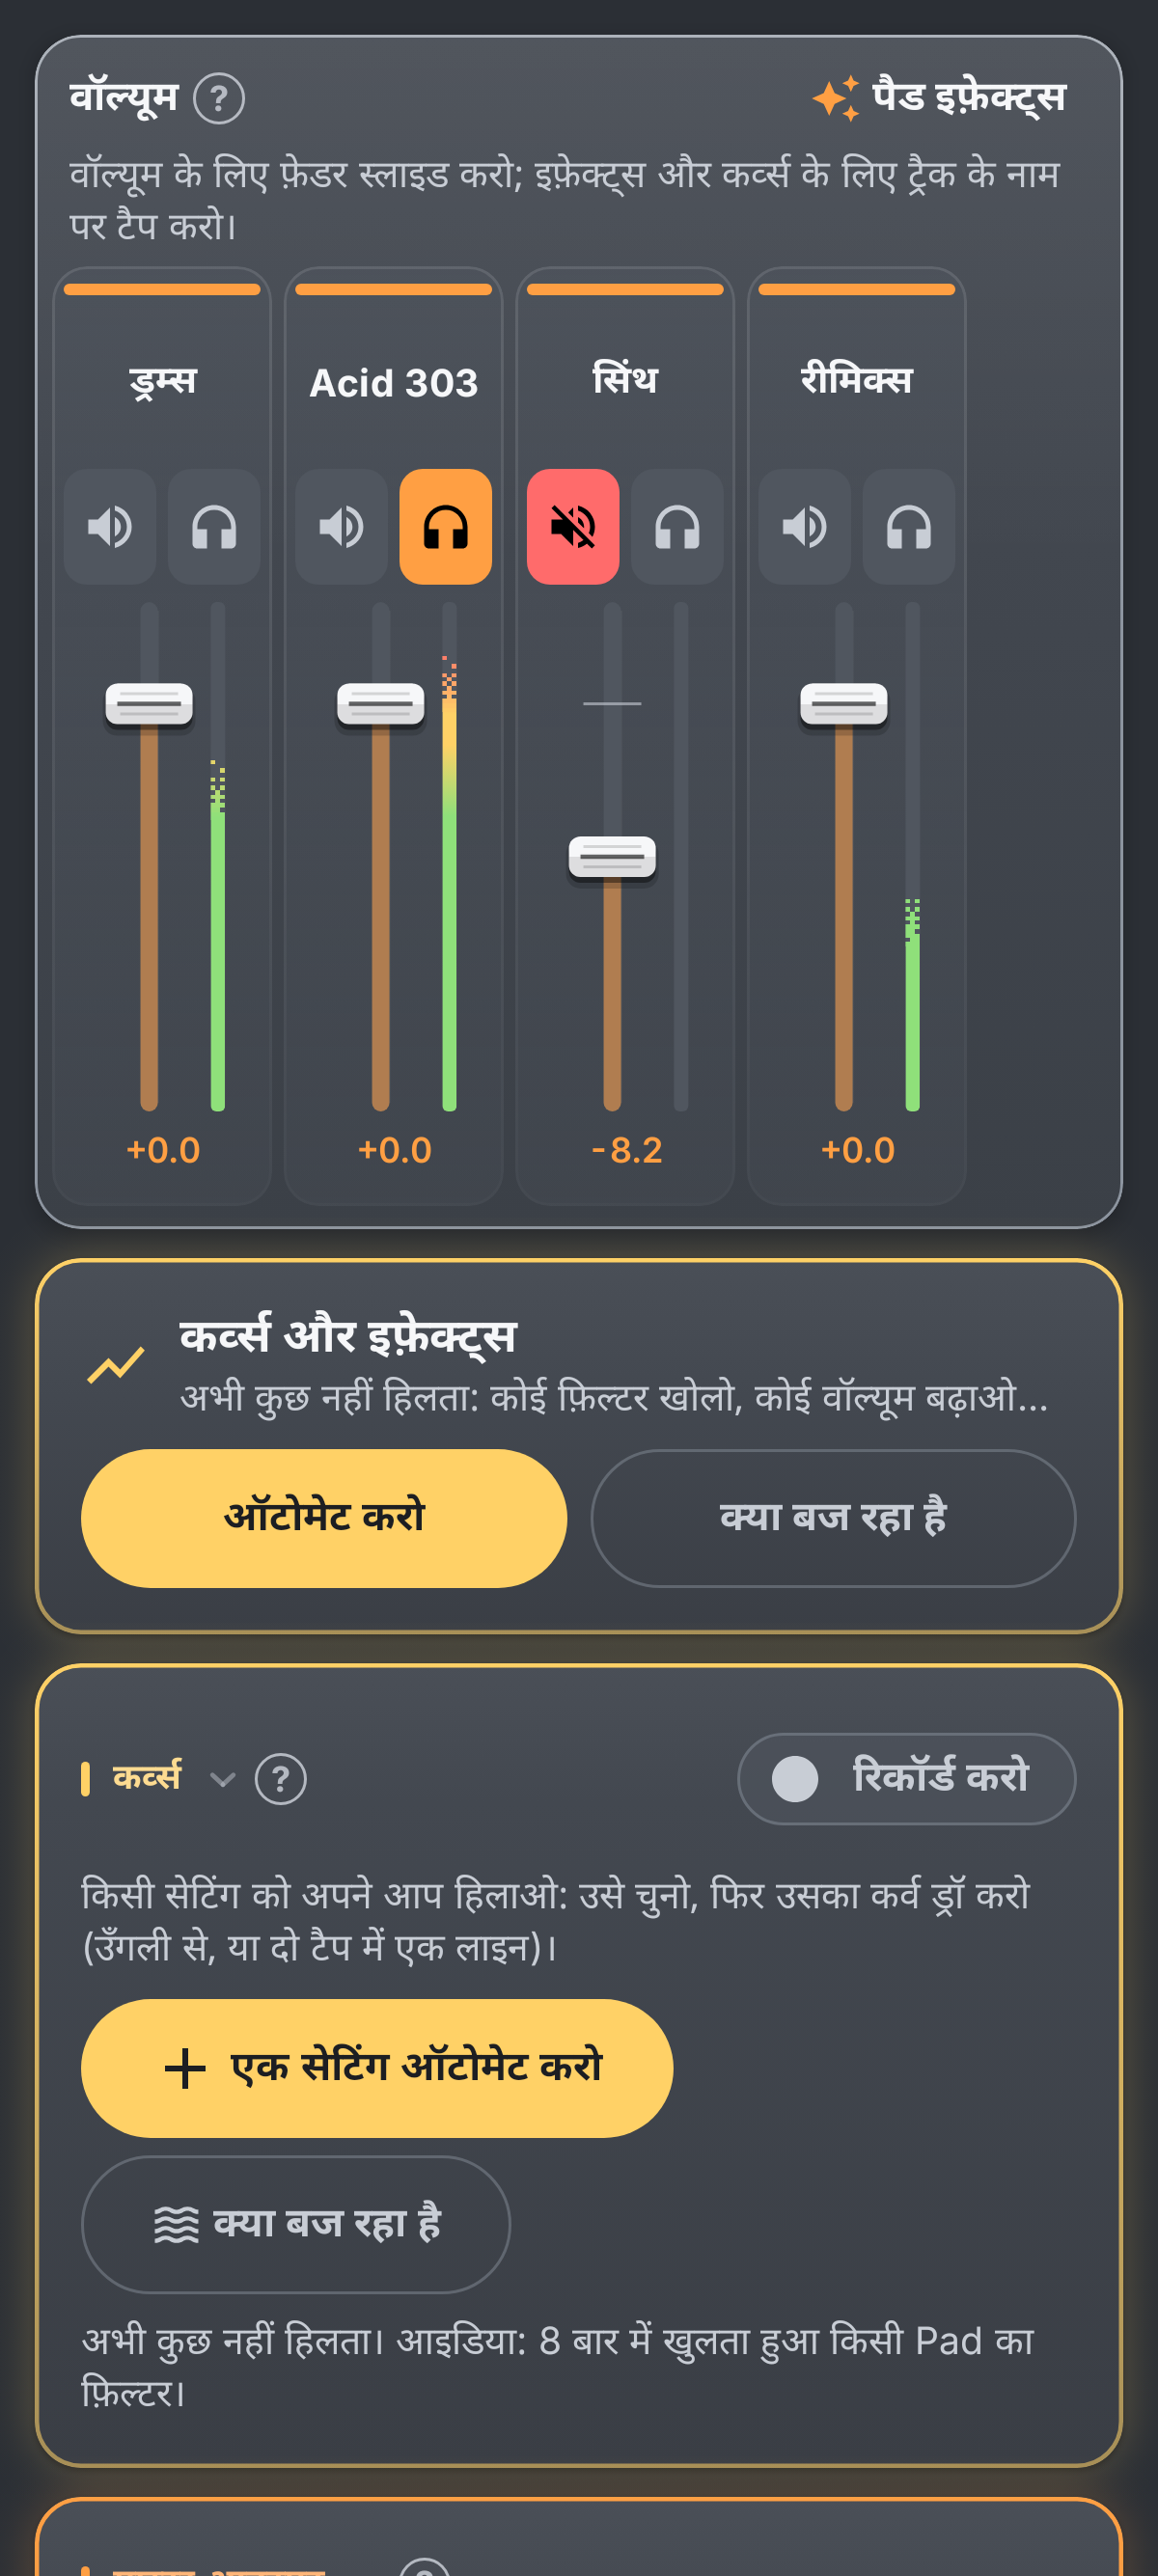 वॉल्यूम ?
पैड इफ़ेक्ट्स
वॉल्यूम के लिए फ़ेडर स्लाइड करो; इफ़ेक्ट्स और कर्व्स के लिए ट्रैक के नाम
पर टैप करो।
ड्रम्स
Acid 303
सिंथ
रीमिक्स
+0.0
+0.0
-8.2
+0.0
कर्व्स और इफ़ेक्ट्स
अभी कुछ नहीं हिलता: कोई फ़िल्टर खोलो, कोई वॉल्यूम बढ़ाओ...
ऑटोमेट करो
क्या बज रहा है
कर्व्स ?
रिकॉर्ड करो
किसी सेटिंग को अपने आप हिलाओ: उसे चुनो, फिर उसका कर्व ड्रॉ करो
(उँगली से, या दो टैप में एक लाइन)।
एक सेटिंग ऑटोमेट करो
क्या बज रहा है
अभी कुछ नहीं हिलता। आइडिया: 8 बार में खुलता हुआ किसी Pad का
फ़िल्टर।